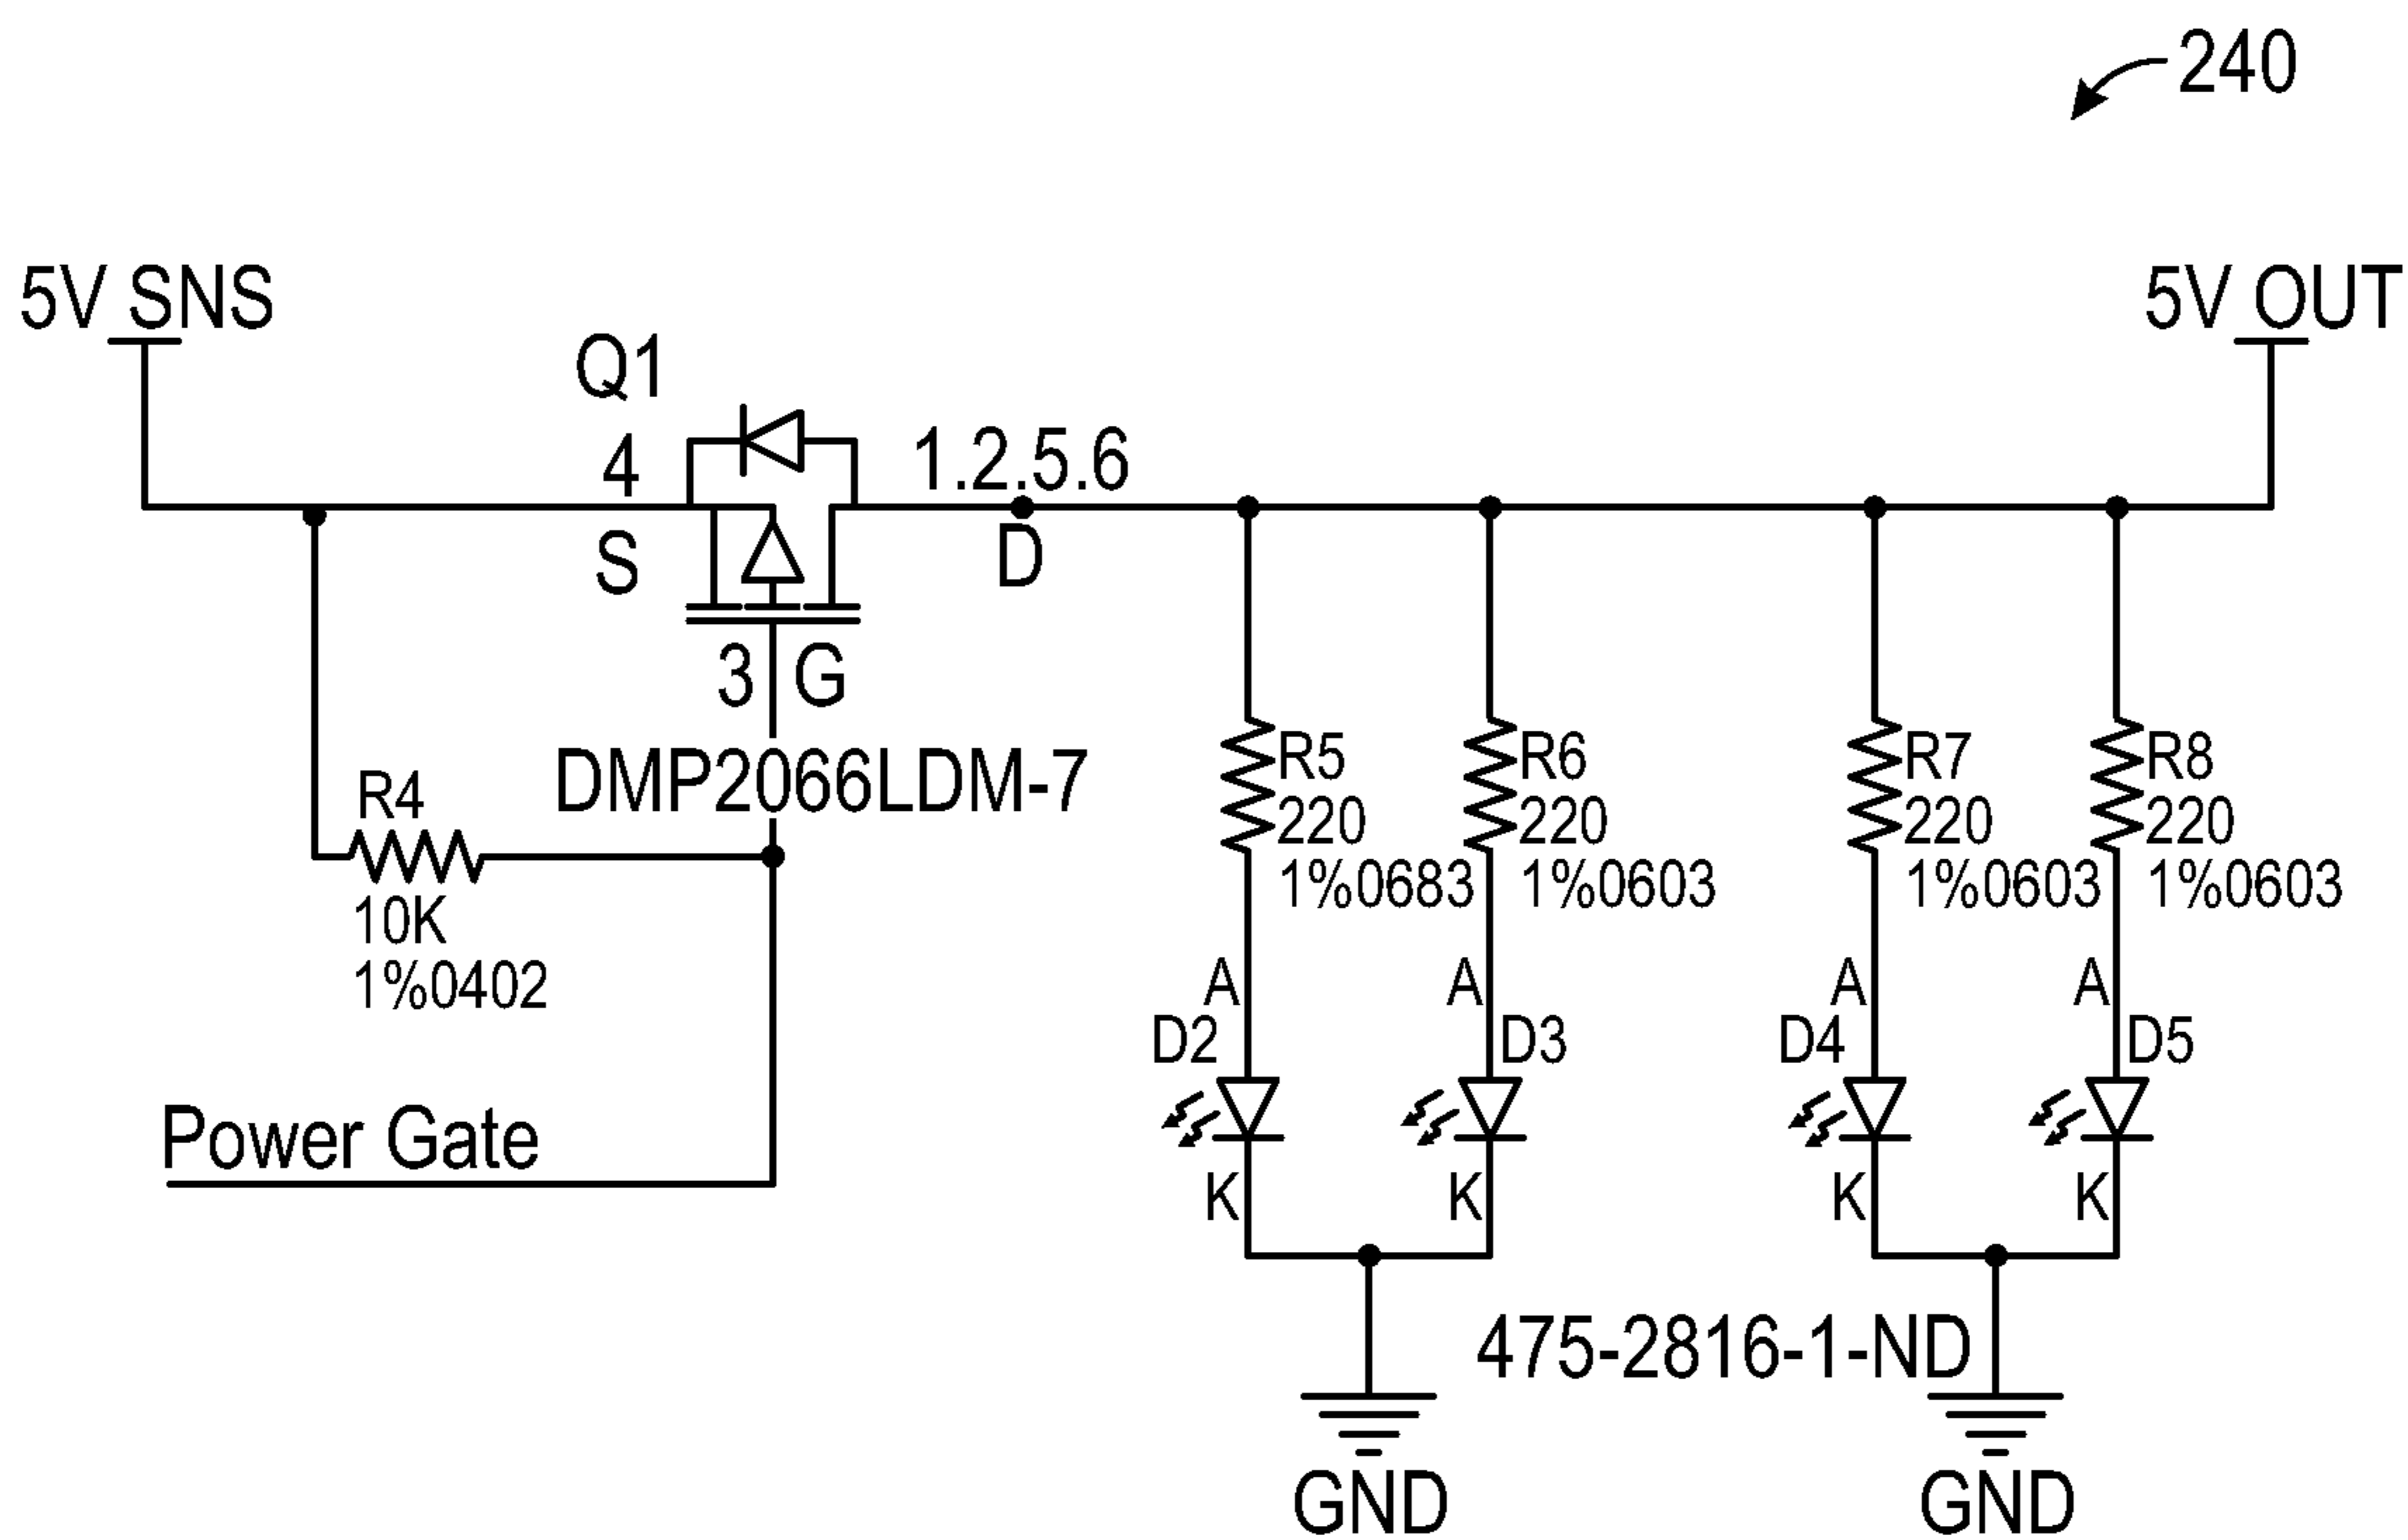 240
5V SNS
5V OUT
Q1
4
1.2.5.6
S
D
3 G
DMP2066LDM-7
R4
10K
1%0402
R5
220
1%0683
R6
220
1%0603
R7
220
1%0603
R8
220
1%0603
A
D2
K
A
D3
K
A
D4
K
A
D5
K
Power Gate
475-2816-1-ND
GND
GND